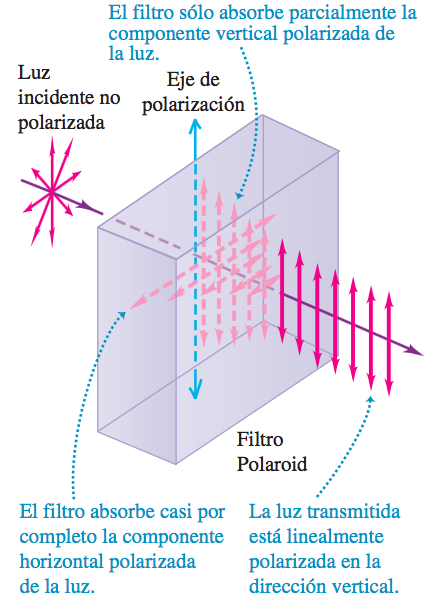 El filtro sólo absorbe parcialmente la
componente vertical polarizada de
la luz.
Luz
incidente no
polarizada
Eje de
polarización
Filtro
Polaroid
El filtro absorbe casi por
completo la componente
horizontal polarizada
de la luz.
La luz transmitida
está linealmente
polarizada en la
dirección vertical.